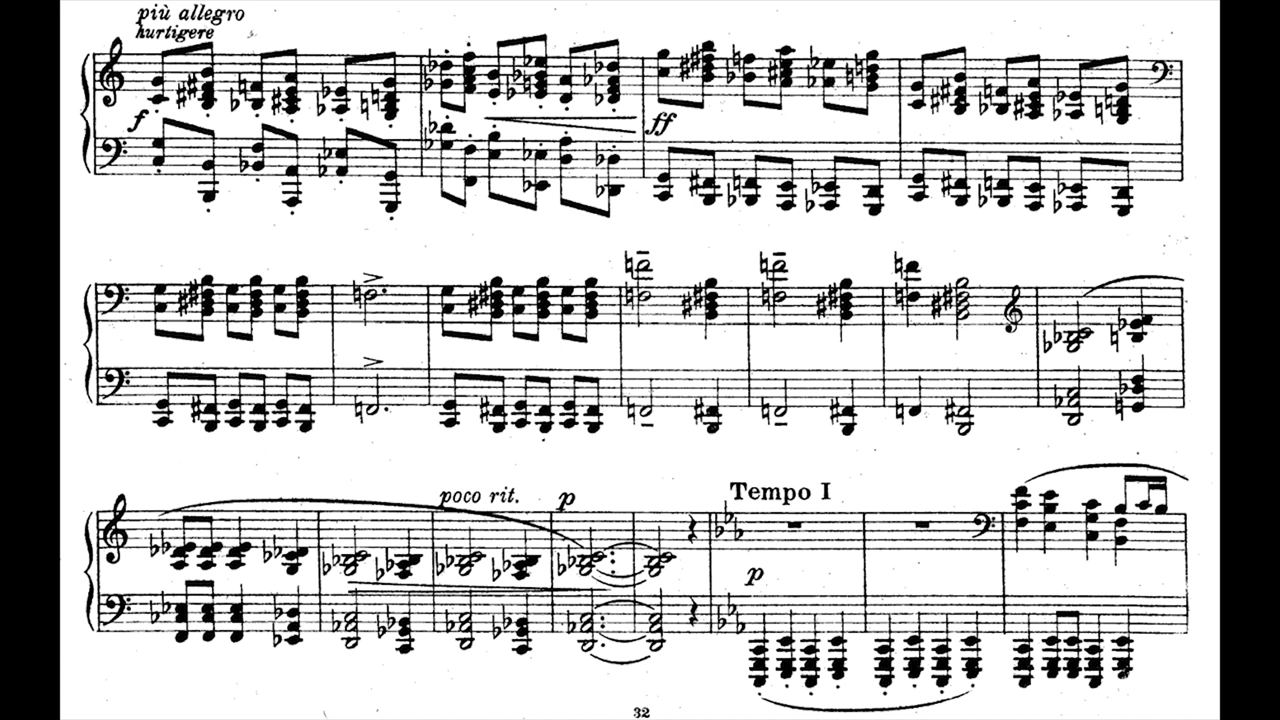 più allegro
hurtigere
f
ff
poco rit.
p
Tempo I
p
32